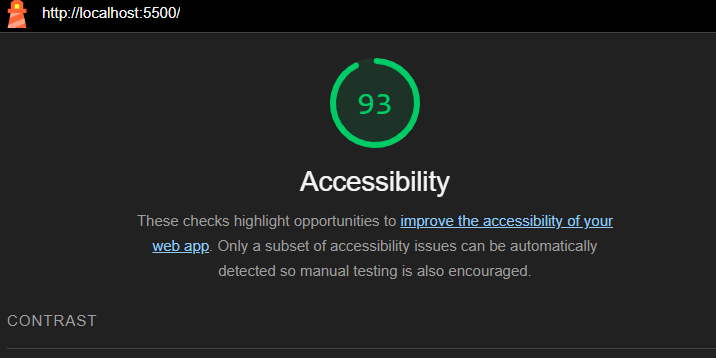 http://localhost:5500/
93
Accessibility
These checks highlight opportunities to improve the accessibility of your
web app. Only a subset of accessibility issues can be automatically
detected so manual testing is also encouraged.
CONTRAST